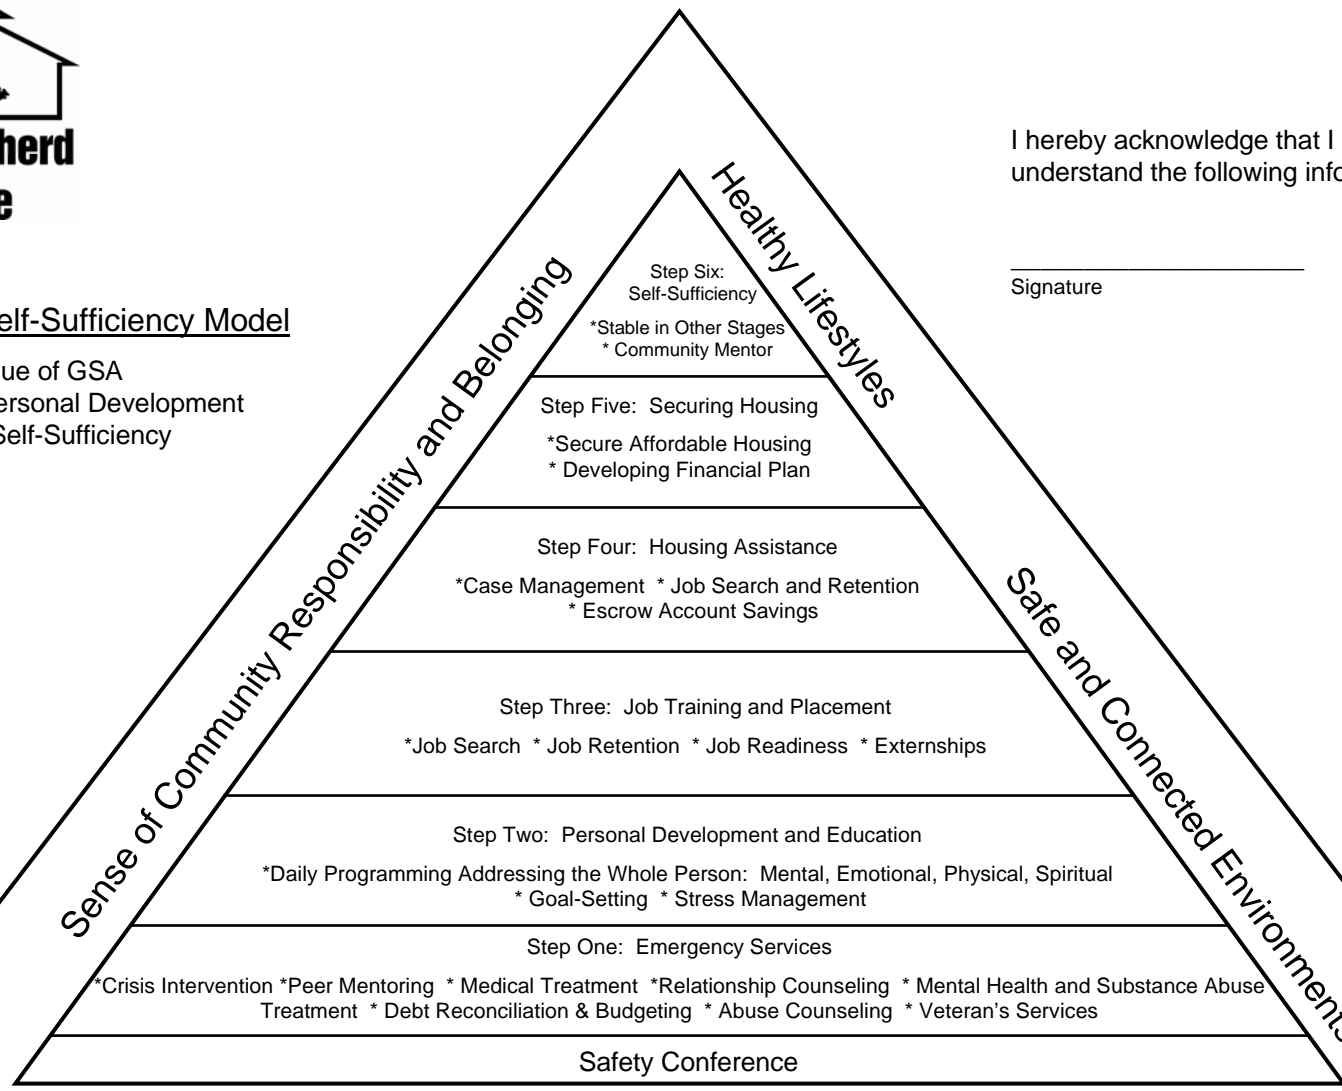 herd
e
elf-Sufficiency Model
ue of GSA
ersonal Development
Self-Sufficiency
I hereby acknowledge that I
understand the following info
Signature
Sense of Community Responsibility and Belonging
Healthy Lifestyles
Safe and Connected Environments
Step Six:
Self-Sufficiency
*Stable in Other Stages
* Community Mentor
Step Five:  Securing Housing
*Secure Affordable Housing
* Developing Financial Plan
Step Four:  Housing Assistance
*Case Management  * Job Search and Retention
* Escrow Account Savings
Step Three:  Job Training and Placement
*Job Search  * Job Retention  * Job Readiness  * Externships
Step Two:  Personal Development and Education
*Daily Programming Addressing the Whole Person:  Mental, Emotional, Physical, Spiritual
* Goal-Setting  * Stress Management
Step One:  Emergency Services
*Crisis Intervention *Peer Mentoring  * Medical Treatment  *Relationship Counseling  * Mental Health and Substance Abuse
Treatment  * Debt Reconciliation & Budgeting  * Abuse Counseling  * Veteran's Services
Safety Conference